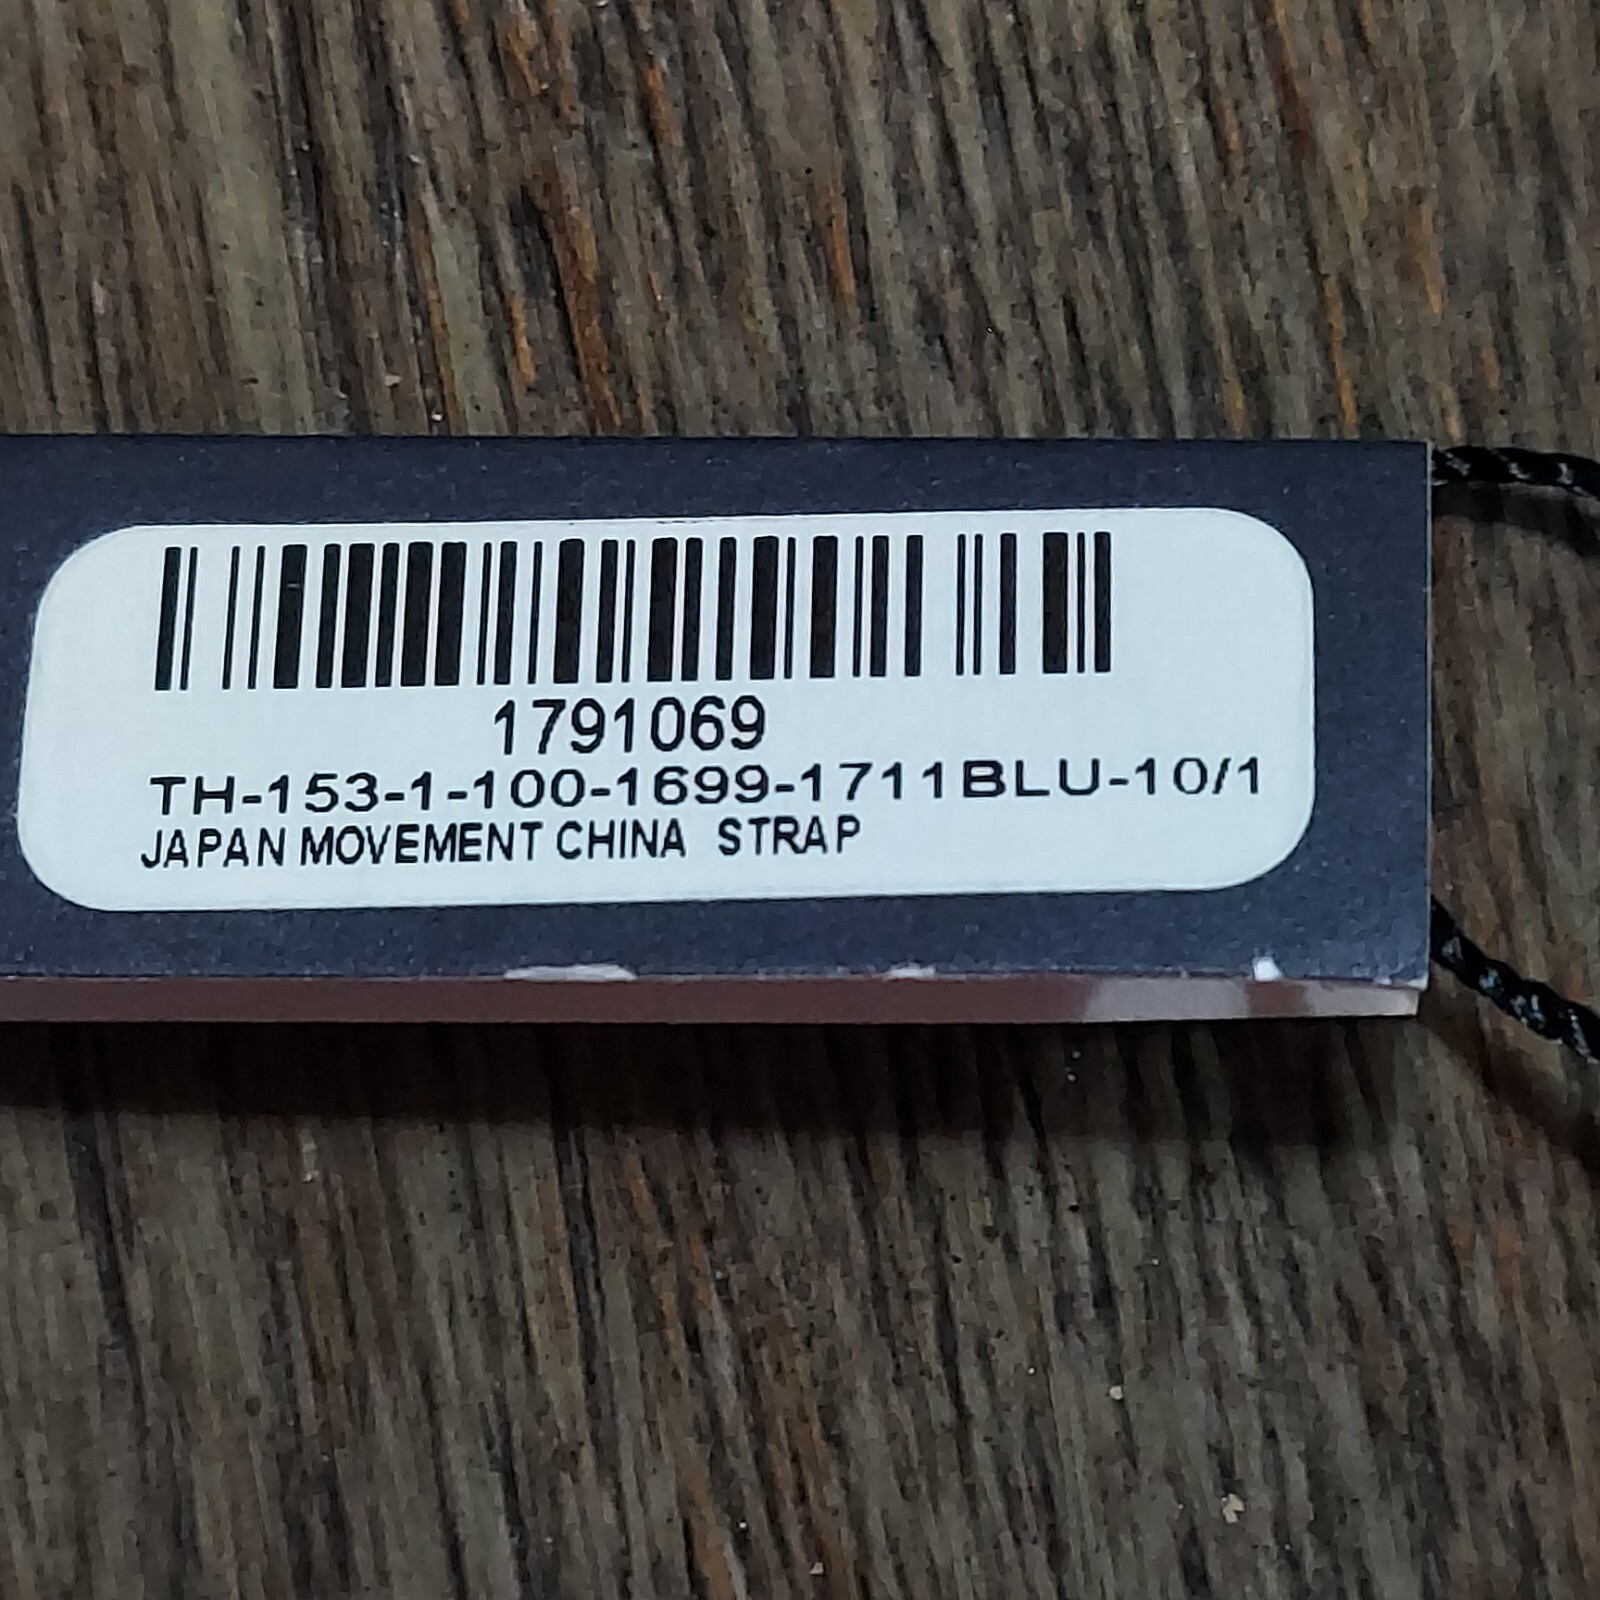 1791069
TH-153-1-100-1699-1711BLU-10/1
JAPAN MOVEMENT CHINA STRAP